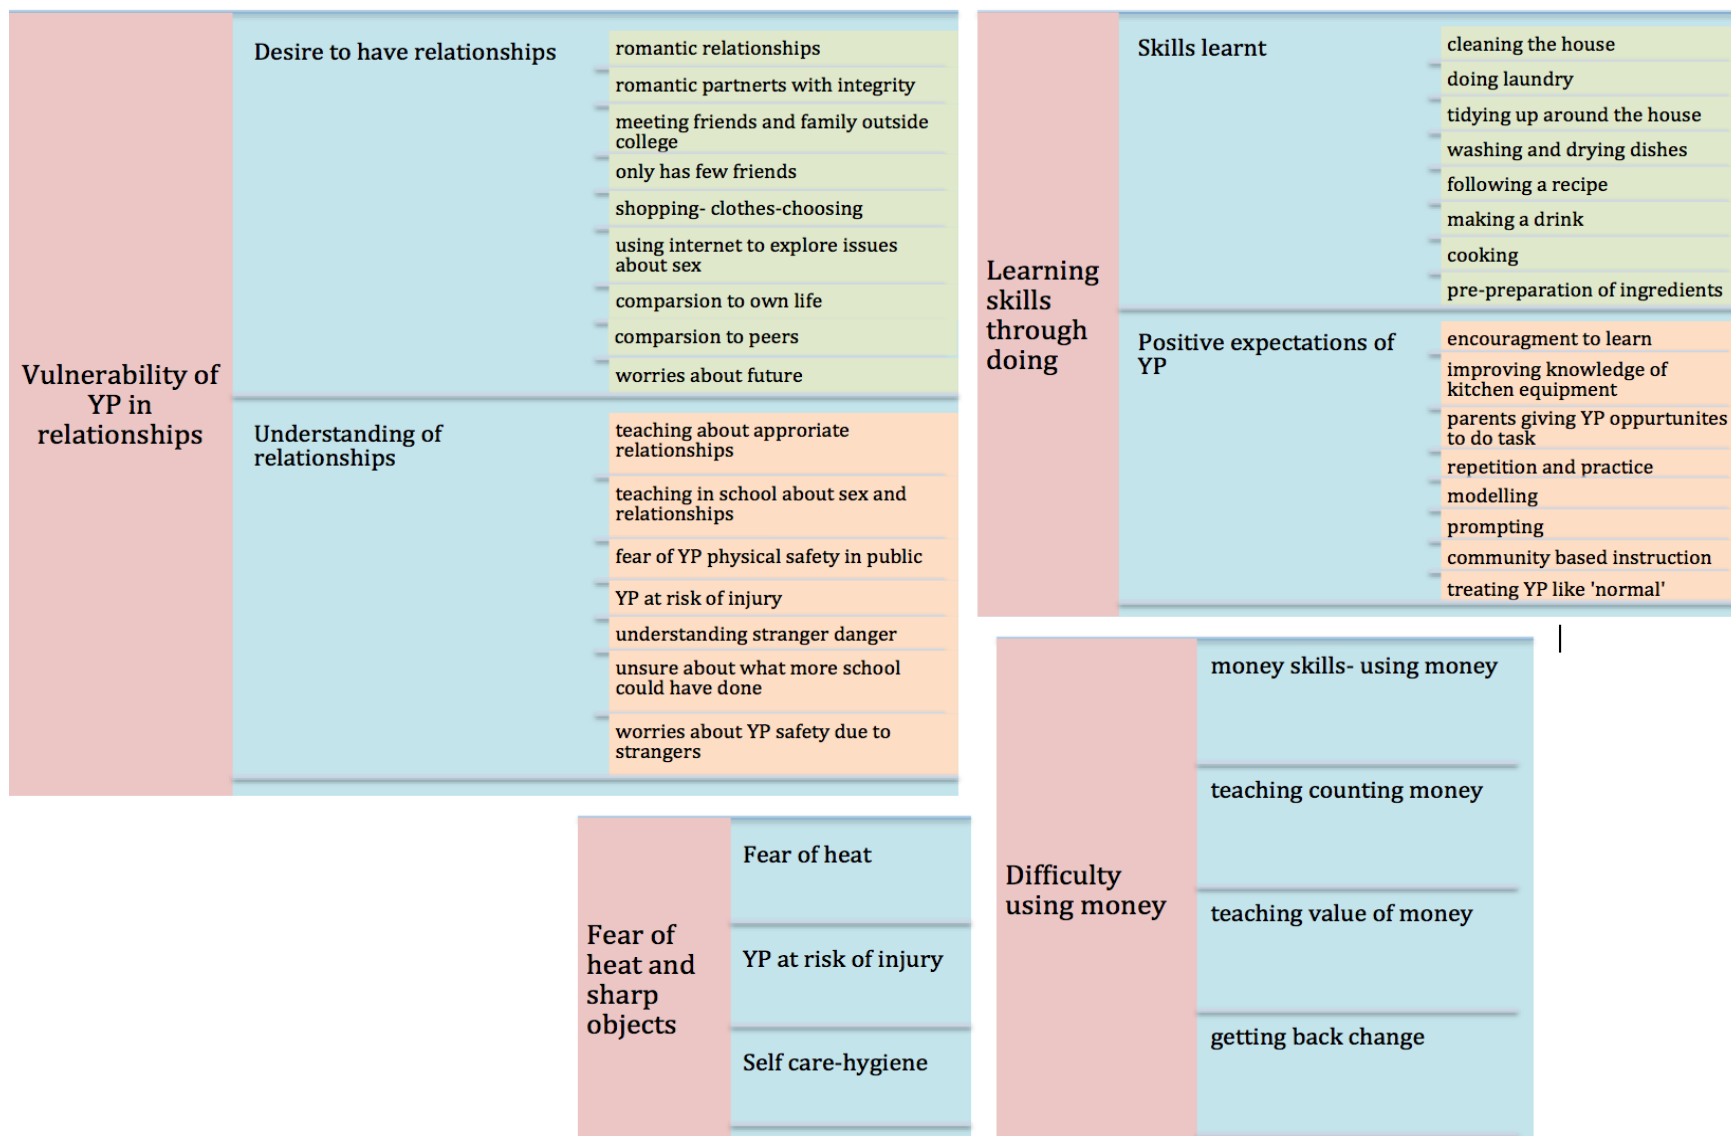 Vulnerability of
YP in
relationships
Desire to have relationships
romantic relationships
romantic partnerts with integrity
meeting friends and family outside
college
only has few friends
shopping- clothes-choosing
using internet to explore issues
about sex
comparsion to own life
comparsion to peers
worries about future
Understanding of
relationships
teaching about approriate
relationships
teaching in school about sex and
relationships
fear of YP physical safety in public
YP at risk of injury
understanding stranger danger
unsure about what more school
could have done
worries about YP safety due to
strangers
Learning
skills
through
doing
Skills learnt
cleaning the house
doing laundry
tidying up around the house
washing and drying dishes
following a recipe
making a drink
cooking
pre-preparation of ingredients
Positive expectations of
YP
encouragment to learn
improving knowledge of
kitchen equipment
parents giving YP oppurtunites
to do task
repetition and practice
modelling
prompting
community based instruction
treating YP like 'normal'
Fear of
heat and
sharp
objects
Fear of heat
YP at risk of injury
Self care-hygiene
Difficulty
using money
money skills- using money
teaching counting money
teaching value of money
getting back change